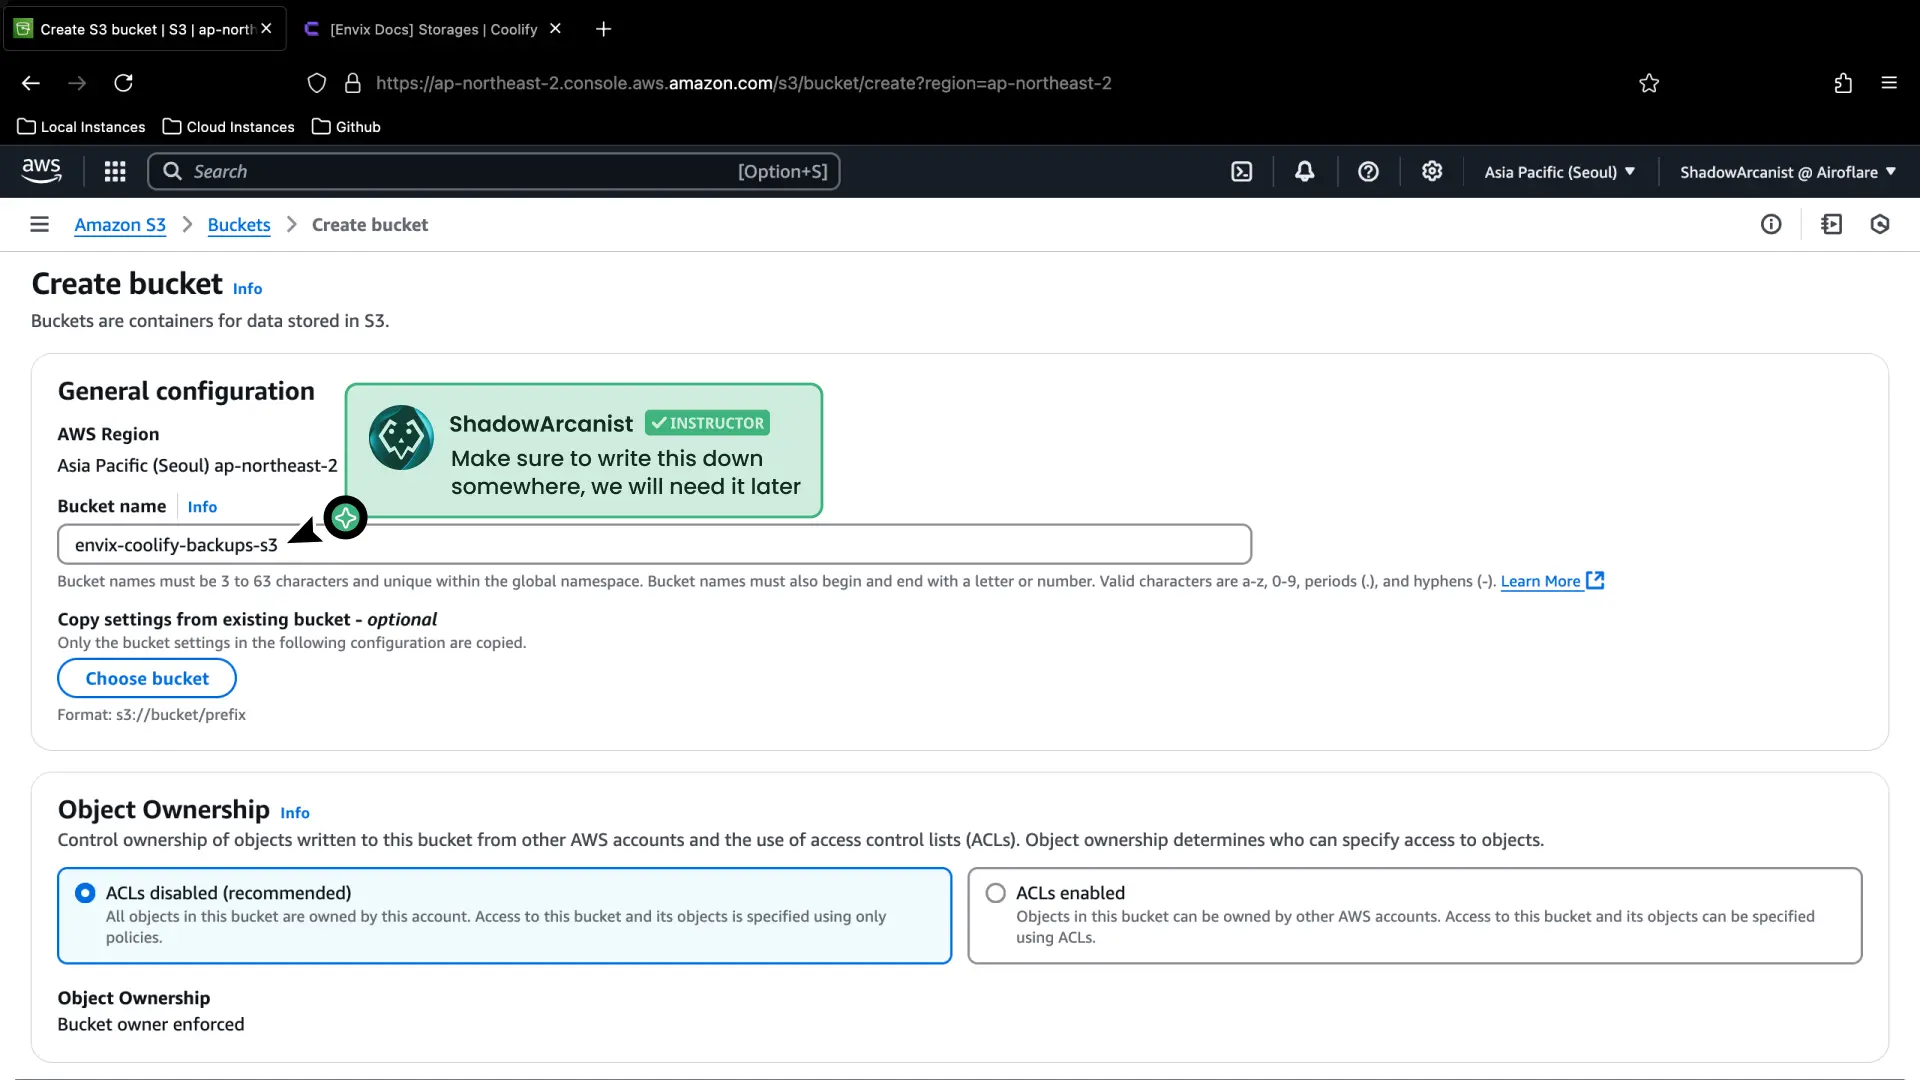 Create S3 bucket | S3 | ap-north
[Envix Docs] Storages | Coolify
https://ap-northeast-2.console.aws.amazon.com/s3/bucket/create?region=ap-northeast-2
Local Instances
Cloud Instances
Github
aws
Search
[Option+S]
Asia Pacific (Seoul)
ShadowArcanist @ Airoflare
Amazon S3
Buckets
Create bucket
Create bucket Info
Buckets are containers for data stored in S3.
General configuration
AWS Region
Asia Pacific (Seoul) ap-northeast-2
ShadowArcanist INSTRUCTOR
Make sure to write this down
somewhere, we will need it later
Bucket name Info
envix-coolify-backups-s3
Bucket names must be 3 to 63 characters and unique within the global namespace. Bucket names must also begin and end with a letter or number. Valid characters are a-z, 0-9, periods (.), and hyphens (-). Learn More
Copy settings from existing bucket - optional
Only the bucket settings in the following configuration are copied.
Choose bucket
Format: s3://bucket/prefix
Object Ownership Info
Control ownership of objects written to this bucket from other AWS accounts and the use of access control lists (ACLs). Object ownership determines who can specify access to objects.
ACLs disabled (recommended)
All objects in this bucket are owned by this account. Access to this bucket and its objects is specified using only
policies.
ACLs enabled
Objects in this bucket can be owned by other AWS accounts. Access to this bucket and its objects can be specified
using ACLs.
Object Ownership
Bucket owner enforced